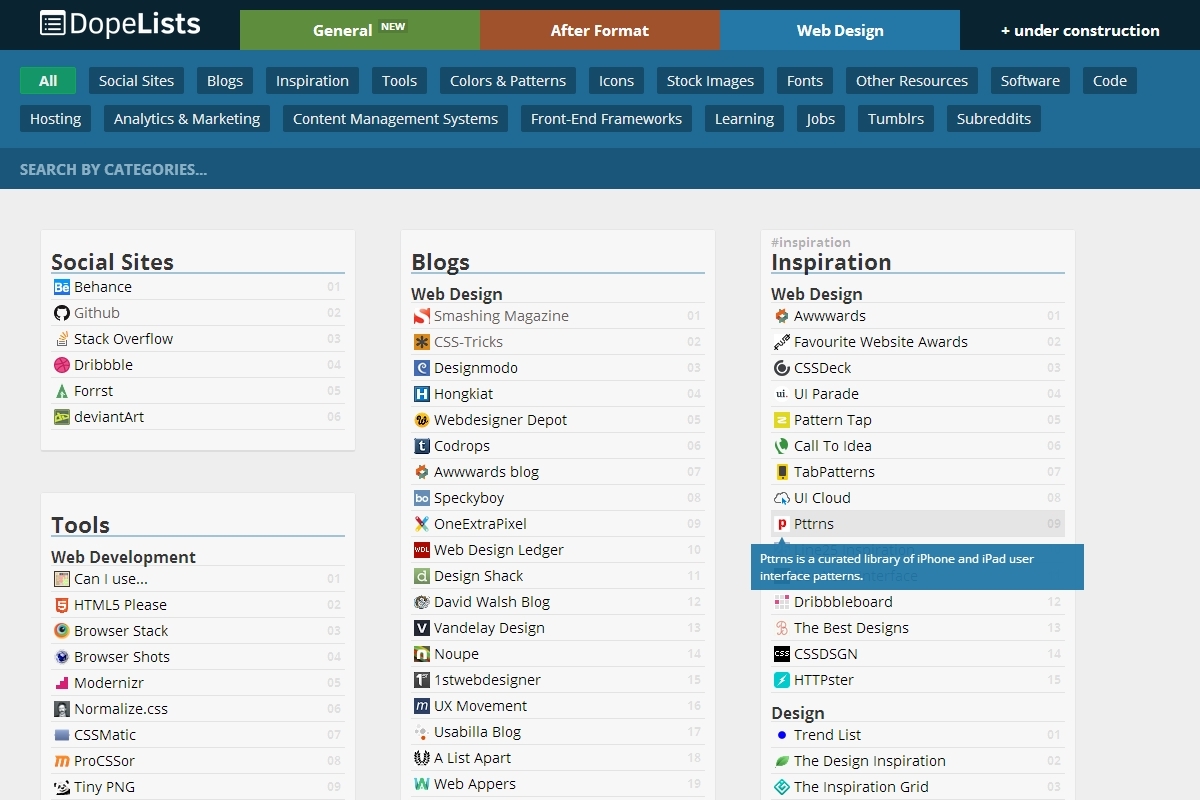 DopeLists
General NEW
After Format
Web Design
+ under construction
All Social Sites Blogs Inspiration Tools Colors & Patterns Icons Stock Images Fonts Other Resources Software Code
Hosting Analytics & Marketing Content Management Systems Front-End Frameworks Learning Jobs Tumblrs Subreddits
SEARCH BY CATEGORIES...
Social Sites
Bē Behance 01
Github 02
Stack Overflow 03
Dribbble 04
Forrst 05
deviantArt 06
Tools
Web Development
Can I use... 01
HTML5 Please 02
Browser Stack 03
Browser Shots 04
Modernizr 05
Normalize.css 06
CSSMatic 07
ProCSSor 08
Tiny PNG 09
Blogs
Web Design
Smashing Magazine 01
CSS-Tricks 02
Designmodo 03
Hongkiat 04
Webdesigner Depot 05
Codrops 06
Awwwards blog 07
Speckyboy 08
OneExtraPixel 09
WDL Web Design Ledger 10
Design Shack 11
David Walsh Blog 12
Vandelay Design 13
Noupe 14
1stwebdesigner 15
UX Movement 16
Usabilla Blog 17
A List Apart 18
Web Appers 19
#inspiration
Inspiration
Web Design
Awwwards 01
Favourite Website Awards 02
CSSDeck 03
ui. UI Parade 04
Pattern Tap 05
Call To Idea 06
TabPatterns 07
UI Cloud 08
Pttrns 09
Pttrns is a curated library of iPhone and iPad user
interface patterns.
Dribbbleboard 12
The Best Designs 13
css CSSDSGN 14
HTTPster 15
Design
Trend List 01
The Design Inspiration 02
The Inspiration Grid 03